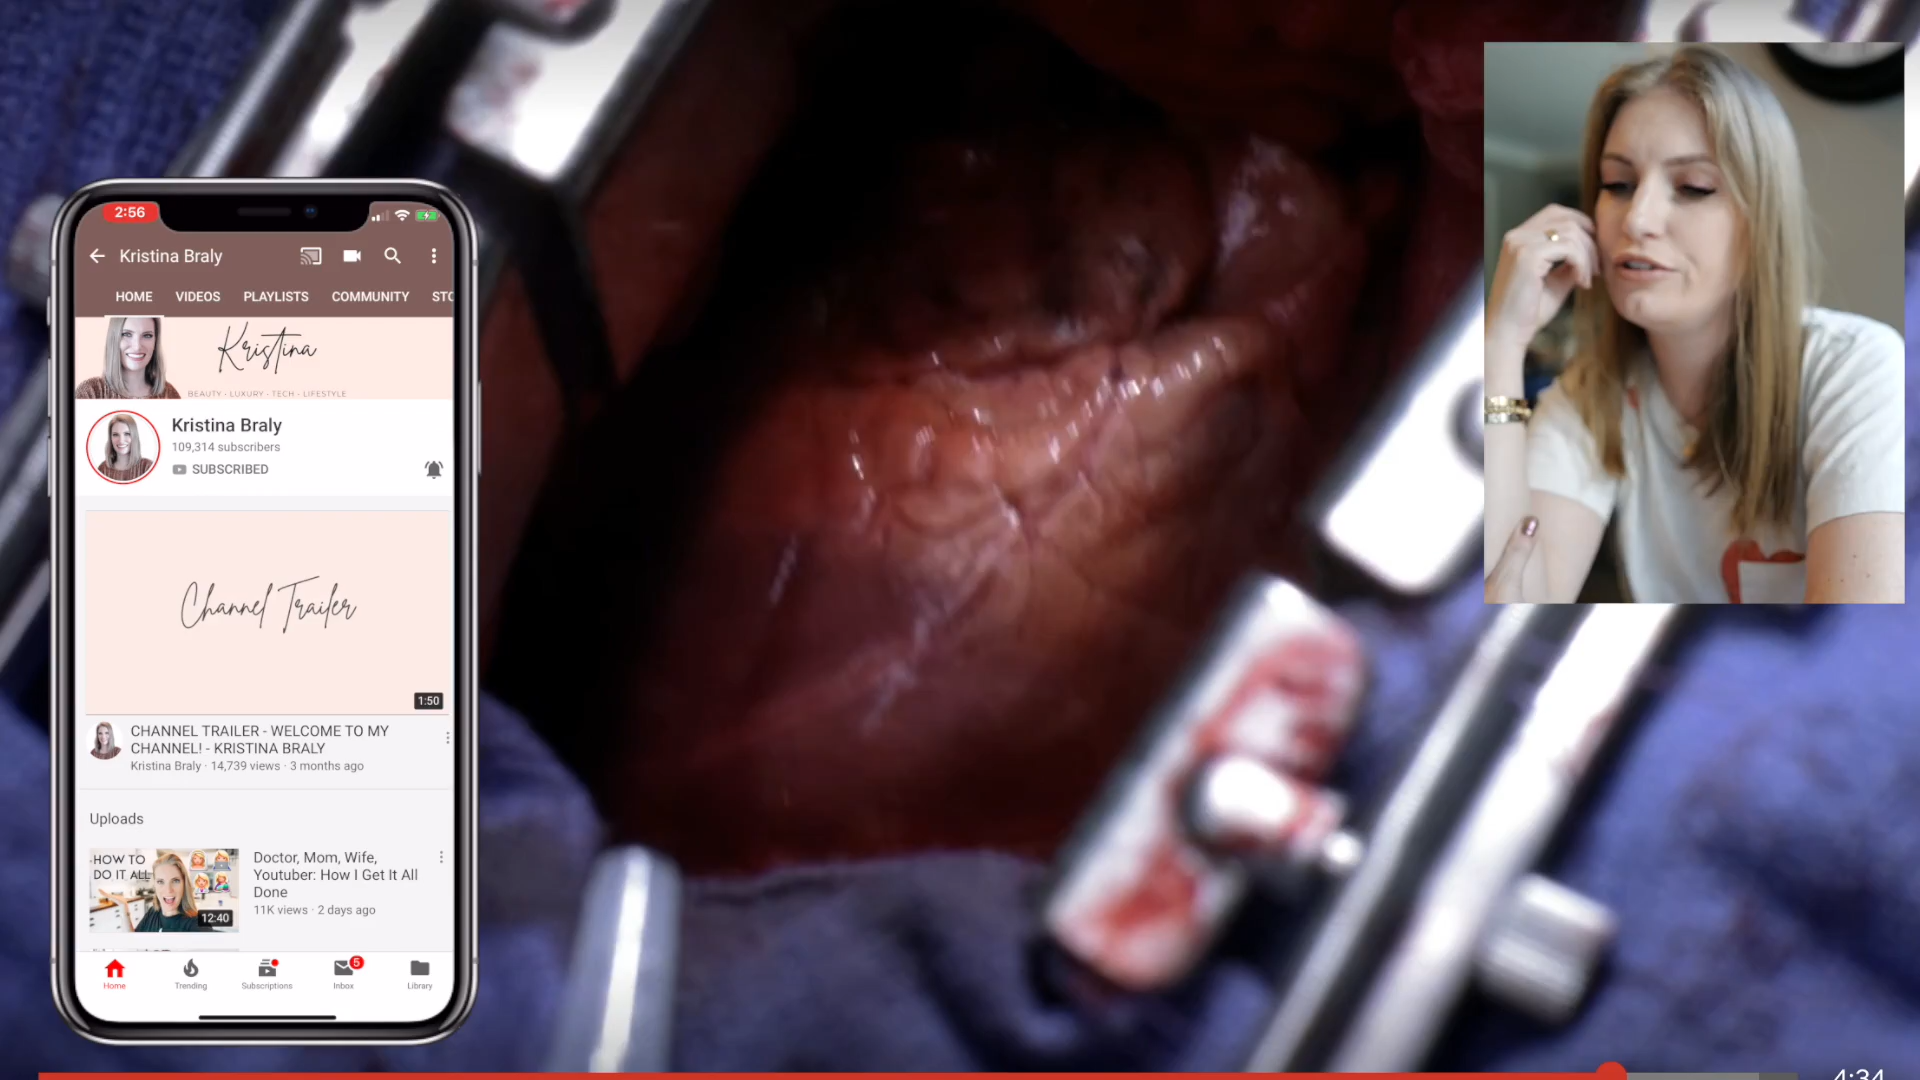 2:56
Kristina Braly
HOME VIDEOS PLAYLISTS COMMUNITY STO
Kristina
BEAUTY - LUXURY - TECH - LIFESTYLE
Kristina Braly
109,314 subscribers
SUBSCRIBED
Channel Trailer
1:50
CHANNEL TRAILER - WELCOME TO MY
CHANNEL! - KRISTINA BRALY
Kristina Braly · 14,739 views · 3 months ago
Uploads
HOW TO
DO IT ALL
12:40
Doctor, Mom, Wife,
Youtuber: How I Get It All
Done
11K views · 2 days ago
Home Trending Subscriptions Inbox 5 Library
4:34